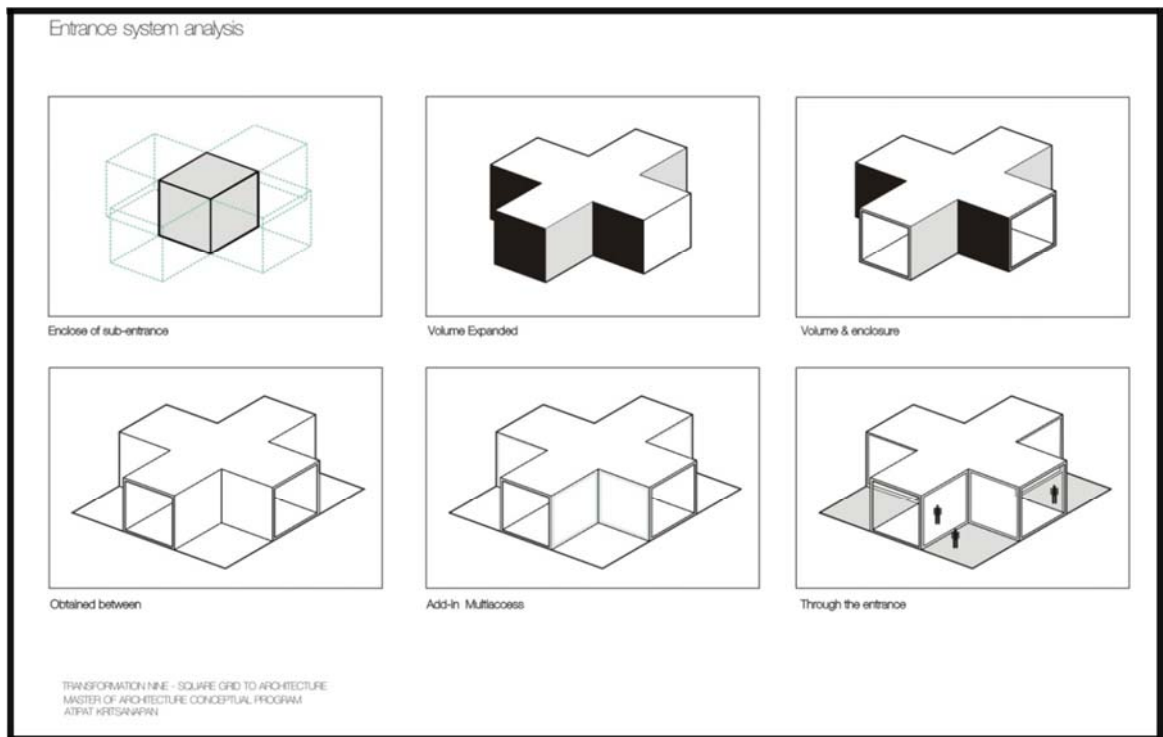 Entrance system analysis
Enclose of sub-entrance
Volume Expanded
Volume & enclosure
Obtained between
Add-In Multiaccess
Through the entrance
TRANSFORMATION NINE - SQUARE GRID TO ARCHITECTURE
MASTER OF ARCHITECTURE CONCEPTUAL PROGRAM
ATIPAT KRITSANAPAN